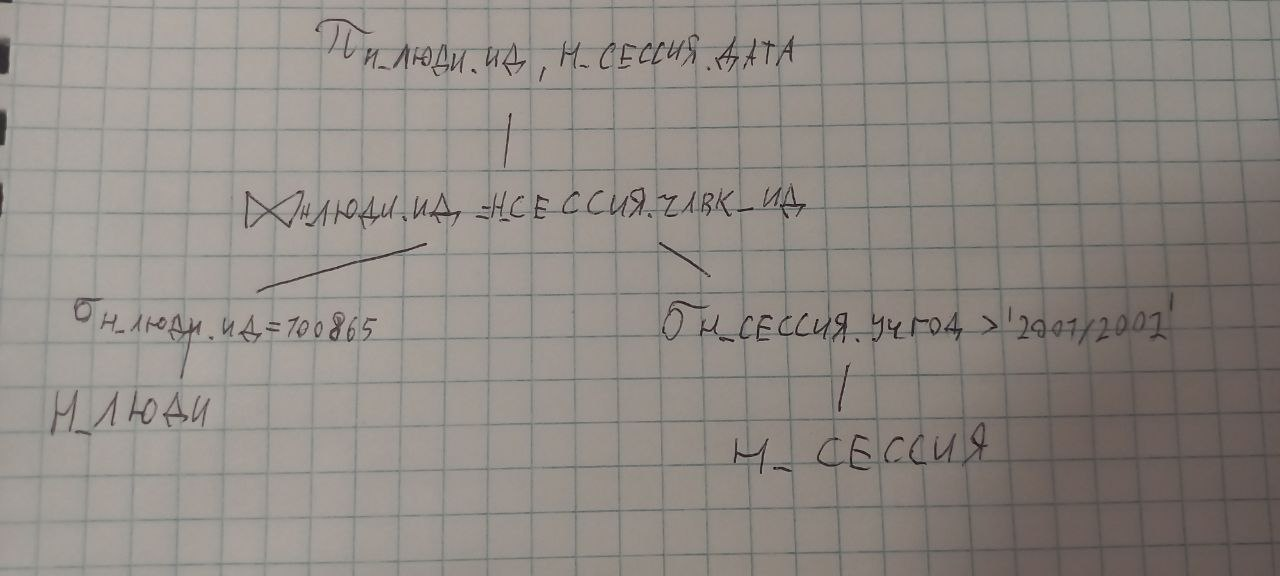 π н_люди.ид, н_сессия.дата
⋈ н_люди.ид = н_сессия.члвк_ид
σ н_люди.ид = 100865
σ н_сессия.учгод > '2001/2002'
н_люди
н_сессия